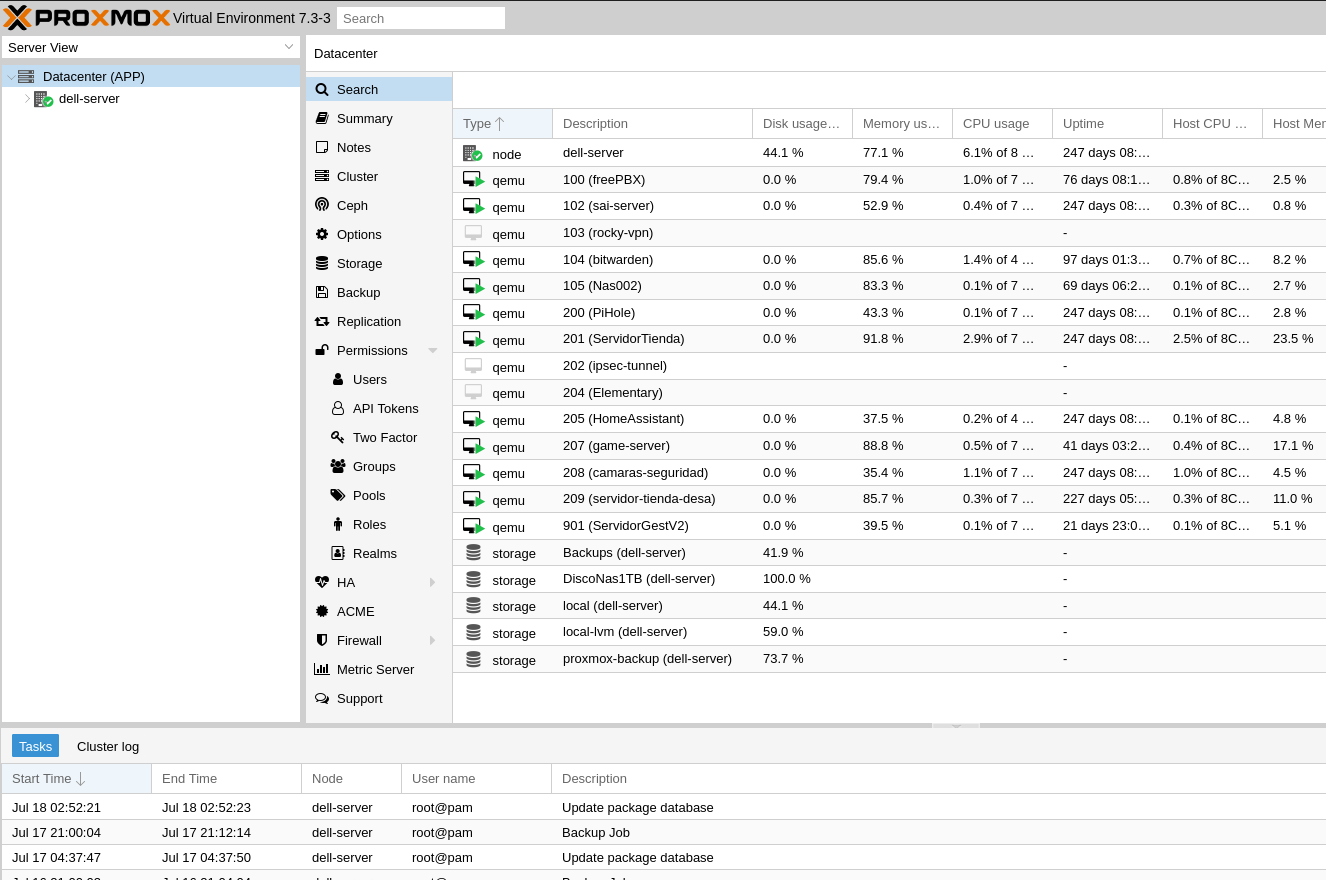 PROXMOX Virtual Environment 7.3-3 Search
Server View
Datacenter (APP)
dell-server
Datacenter
Search
Summary
Notes
Cluster
Ceph
Options
Storage
Backup
Replication
Permissions
Users
API Tokens
Two Factor
Groups
Pools
Roles
Realms
HA
ACME
Firewall
Metric Server
Support
Type Description Disk usage… Memory us… CPU usage Uptime Host CPU … Host Mem
node dell-server 44.1 % 77.1 % 6.1% of 8 … 247 days 08:…
qemu 100 (freePBX) 0.0 % 79.4 % 1.0% of 7 … 76 days 08:1… 0.8% of 8C… 2.5 %
qemu 102 (sai-server) 0.0 % 52.9 % 0.4% of 7 … 247 days 08:… 0.3% of 8C… 0.8 %
qemu 103 (rocky-vpn) -
qemu 104 (bitwarden) 0.0 % 85.6 % 1.4% of 4 … 97 days 01:3… 0.7% of 8C… 8.2 %
qemu 105 (Nas002) 0.0 % 83.3 % 0.1% of 7 … 69 days 06:2… 0.1% of 8C… 2.7 %
qemu 200 (PiHole) 0.0 % 43.3 % 0.1% of 7 … 247 days 08:… 0.1% of 8C… 2.8 %
qemu 201 (ServidorTienda) 0.0 % 91.8 % 2.9% of 7 … 247 days 08:… 2.5% of 8C… 23.5 %
qemu 202 (ipsec-tunnel) -
qemu 204 (Elementary) -
qemu 205 (HomeAssistant) 0.0 % 37.5 % 0.2% of 4 … 247 days 08:… 0.1% of 8C… 4.8 %
qemu 207 (game-server) 0.0 % 88.8 % 0.5% of 7 … 41 days 03:2… 0.4% of 8C… 17.1 %
qemu 208 (camaras-seguridad) 0.0 % 35.4 % 1.1% of 7 … 247 days 08:… 1.0% of 8C… 4.5 %
qemu 209 (servidor-tienda-desa) 0.0 % 85.7 % 0.3% of 7 … 227 days 05:… 0.3% of 8C… 11.0 %
qemu 901 (ServidorGestV2) 0.0 % 39.5 % 0.1% of 7 … 21 days 23:0… 0.1% of 8C… 5.1 %
storage Backups (dell-server) 41.9 % -
storage DiscoNas1TB (dell-server) 100.0 % -
storage local (dell-server) 44.1 % -
storage local-lvm (dell-server) 59.0 % -
storage proxmox-backup (dell-server) 73.7 % -
Tasks Cluster log
Start Time End Time Node User name Description
Jul 18 02:52:21 Jul 18 02:52:23 dell-server root@pam Update package database
Jul 17 21:00:04 Jul 17 21:12:14 dell-server root@pam Backup Job
Jul 17 04:37:47 Jul 17 04:37:50 dell-server root@pam Update package database